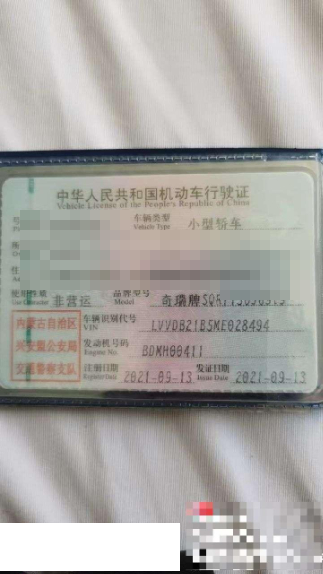 中华人民共和国机动车行驶证
Vehicle License of the People's Republic of China
车辆类型 小型轿车
Vehicle Type
使用性质 非营运 品牌型号 奇瑞牌
Use Character Model
内蒙古自治区 车辆识别代号 LVVDB21B5ME028494
VIN
兴安盟公安局 发动机号码 BDMH00411
Engine No.
交通警察支队 注册日期 2021-09-13 发证日期 2021-09-13
Register Date Issue Date